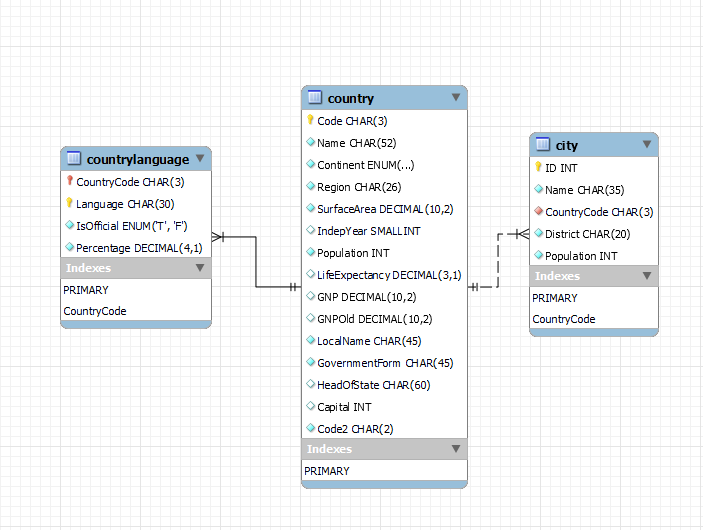 countrylanguage
CountryCode CHAR(3)
Language CHAR(30)
IsOfficial ENUM('T', 'F')
Percentage DECIMAL(4,1)
Indexes
PRIMARY
CountryCode
country
Code CHAR(3)
Name CHAR(52)
Continent ENUM(...)
Region CHAR(26)
SurfaceArea DECIMAL(10,2)
IndepYear SMALLINT
Population INT
LifeExpectancy DECIMAL(3,1)
GNP DECIMAL(10,2)
GNPOld DECIMAL(10,2)
LocalName CHAR(45)
GovernmentForm CHAR(45)
HeadOfState CHAR(60)
Capital INT
Code2 CHAR(2)
Indexes
PRIMARY
city
ID INT
Name CHAR(35)
CountryCode CHAR(3)
District CHAR(20)
Population INT
Indexes
PRIMARY
CountryCode